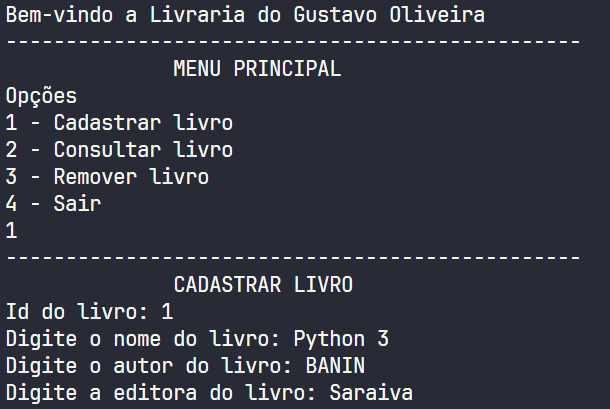 Bem-vindo a Livraria do Gustavo Oliveira
------------------------------------------------
MENU PRINCIPAL
Opções
1 - Cadastrar livro
2 - Consultar livro
3 - Remover livro
4 - Sair
1
------------------------------------------------
CADASTRAR LIVRO
Id do livro: 1
Digite o nome do livro: Python 3
Digite o autor do livro: BANIN
Digite a editora do livro: Saraiva